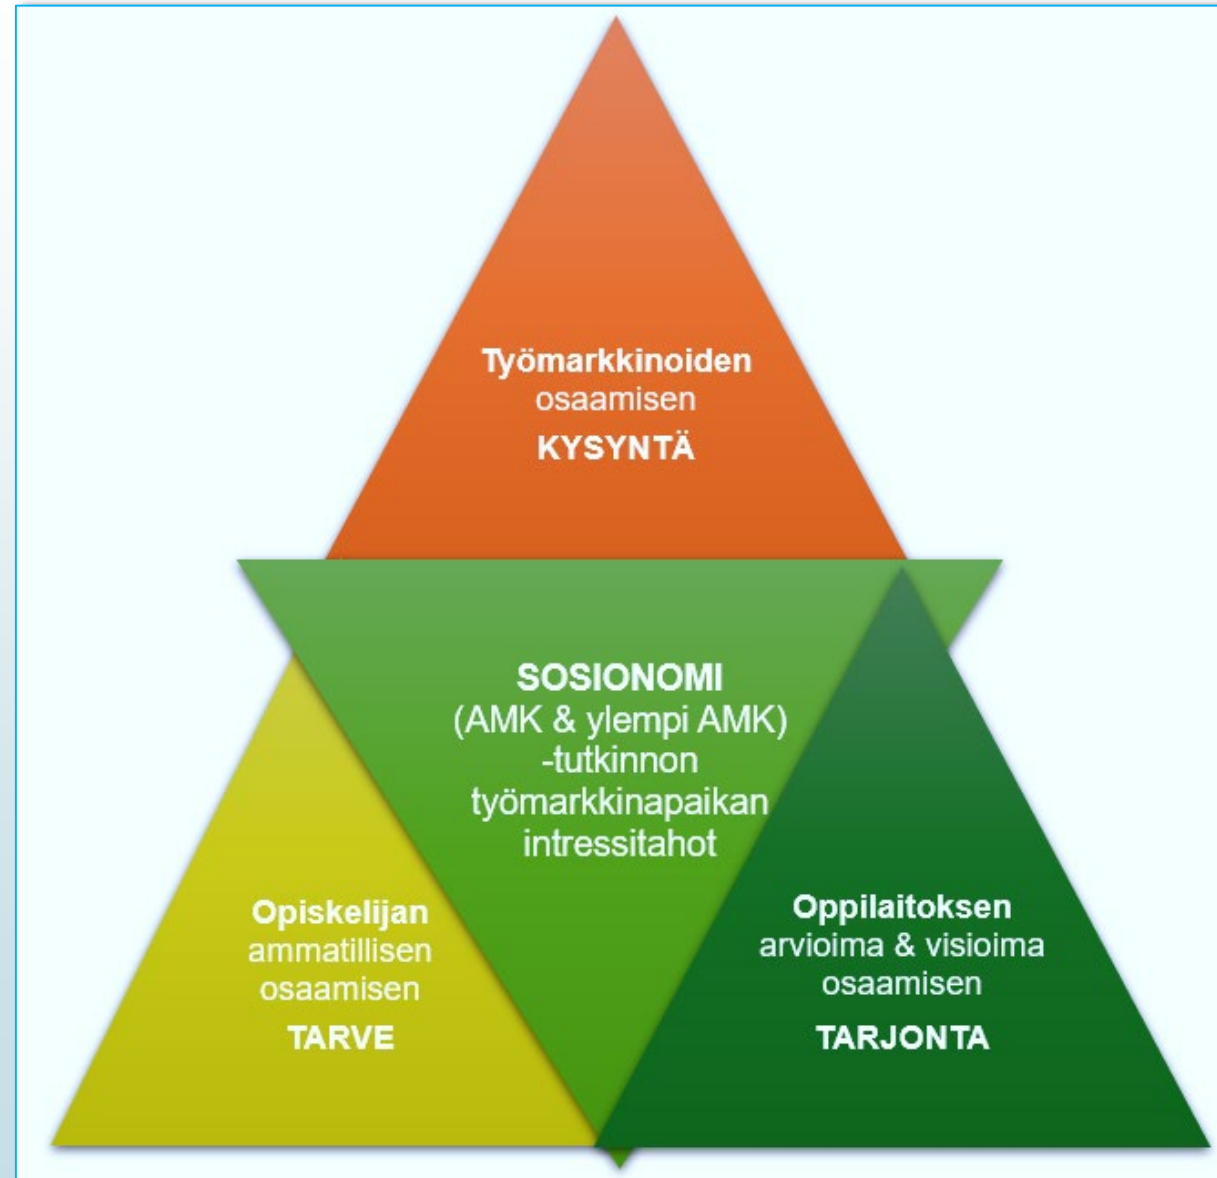 Työmarkkinoiden
osaamisen
KYSYNTÄ
SOSIONOMI
(AMK & ylempi AMK)
-tutkinnon
työmarkkinapaikan
intressitahot
Opiskelijan
ammatillisen
osaamisen
TARVE
Oppilaitoksen
arvioima & visioima
osaamisen
TARJONTA